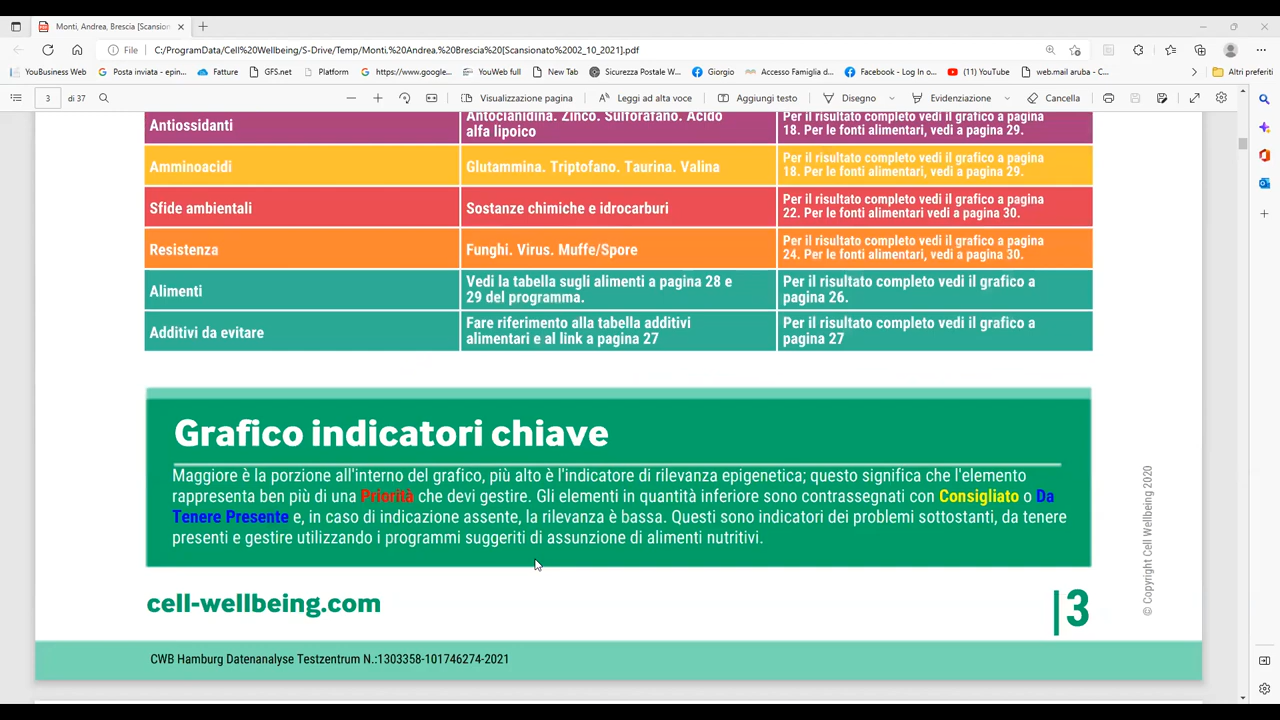 Monti, Andrea, Brescia [Scansion
File C:/ProgramData/Cell%20Wellbeing/S-Drive/Temp/Monti.%20Andrea.%20Brescia%20[Scansionato%2002_10_2021].pdf
YouBusiness Web Posta inviata - epin... Fatture GFS.net Platform https://www.google... YouWeb full New Tab Sicurezza Postale W... Giorgio Accesso Famiglia d... Facebook - Log In o... (11) YouTube web.mail aruba - C... Altri preferiti
3 di 37 Visualizzazione pagina Leggi ad alta voce Aggiungi testo Disegno Evidenziazione Cancella
Antiossidanti
Antocianidina. Zinco. Sulforafano. Acido
alfa lipoico
Per il risultato completo vedi il grafico a pagina
18. Per le fonti alimentari, vedi a pagina 29.
Amminoacidi
Glutammina. Triptofano. Taurina. Valina
Per il risultato completo vedi il grafico a pagina
18. Per le fonti alimentari, vedi a pagina 29.
Sfide ambientali
Sostanze chimiche e idrocarburi
Per il risultato completo vedi il grafico a pagina
22. Per le fonti alimentari vedi a pagina 30.
Resistenza
Funghi. Virus. Muffe/Spore
Per il risultato completo vedi il grafico a pagina
24. Per le fonti alimentari, vedi a pagina 30.
Alimenti
Vedi la tabella sugli alimenti a pagina 28 e
29 del programma.
Per il risultato completo vedi il grafico a
pagina 26.
Additivi da evitare
Fare riferimento alla tabella additivi
alimentari e al link a pagina 27
Per il risultato completo vedi il grafico a
pagina 27
Grafico indicatori chiave
Maggiore è la porzione all'interno del grafico, più alto è l'indicatore di rilevanza epigenetica; questo significa che l'elemento
rappresenta ben più di una Priorità che devi gestire. Gli elementi in quantità inferiore sono contrassegnati con Consigliato o Da
Tenere Presente e, in caso di indicazione assente, la rilevanza è bassa. Questi sono indicatori dei problemi sottostanti, da tenere
presenti e gestire utilizzando i programmi suggeriti di assunzione di alimenti nutritivi.
cell-wellbeing.com
|3
© Copyright Cell Wellbeing 2020
CWB Hamburg Datenanalyse Testzentrum N.:1303358-101746274-2021